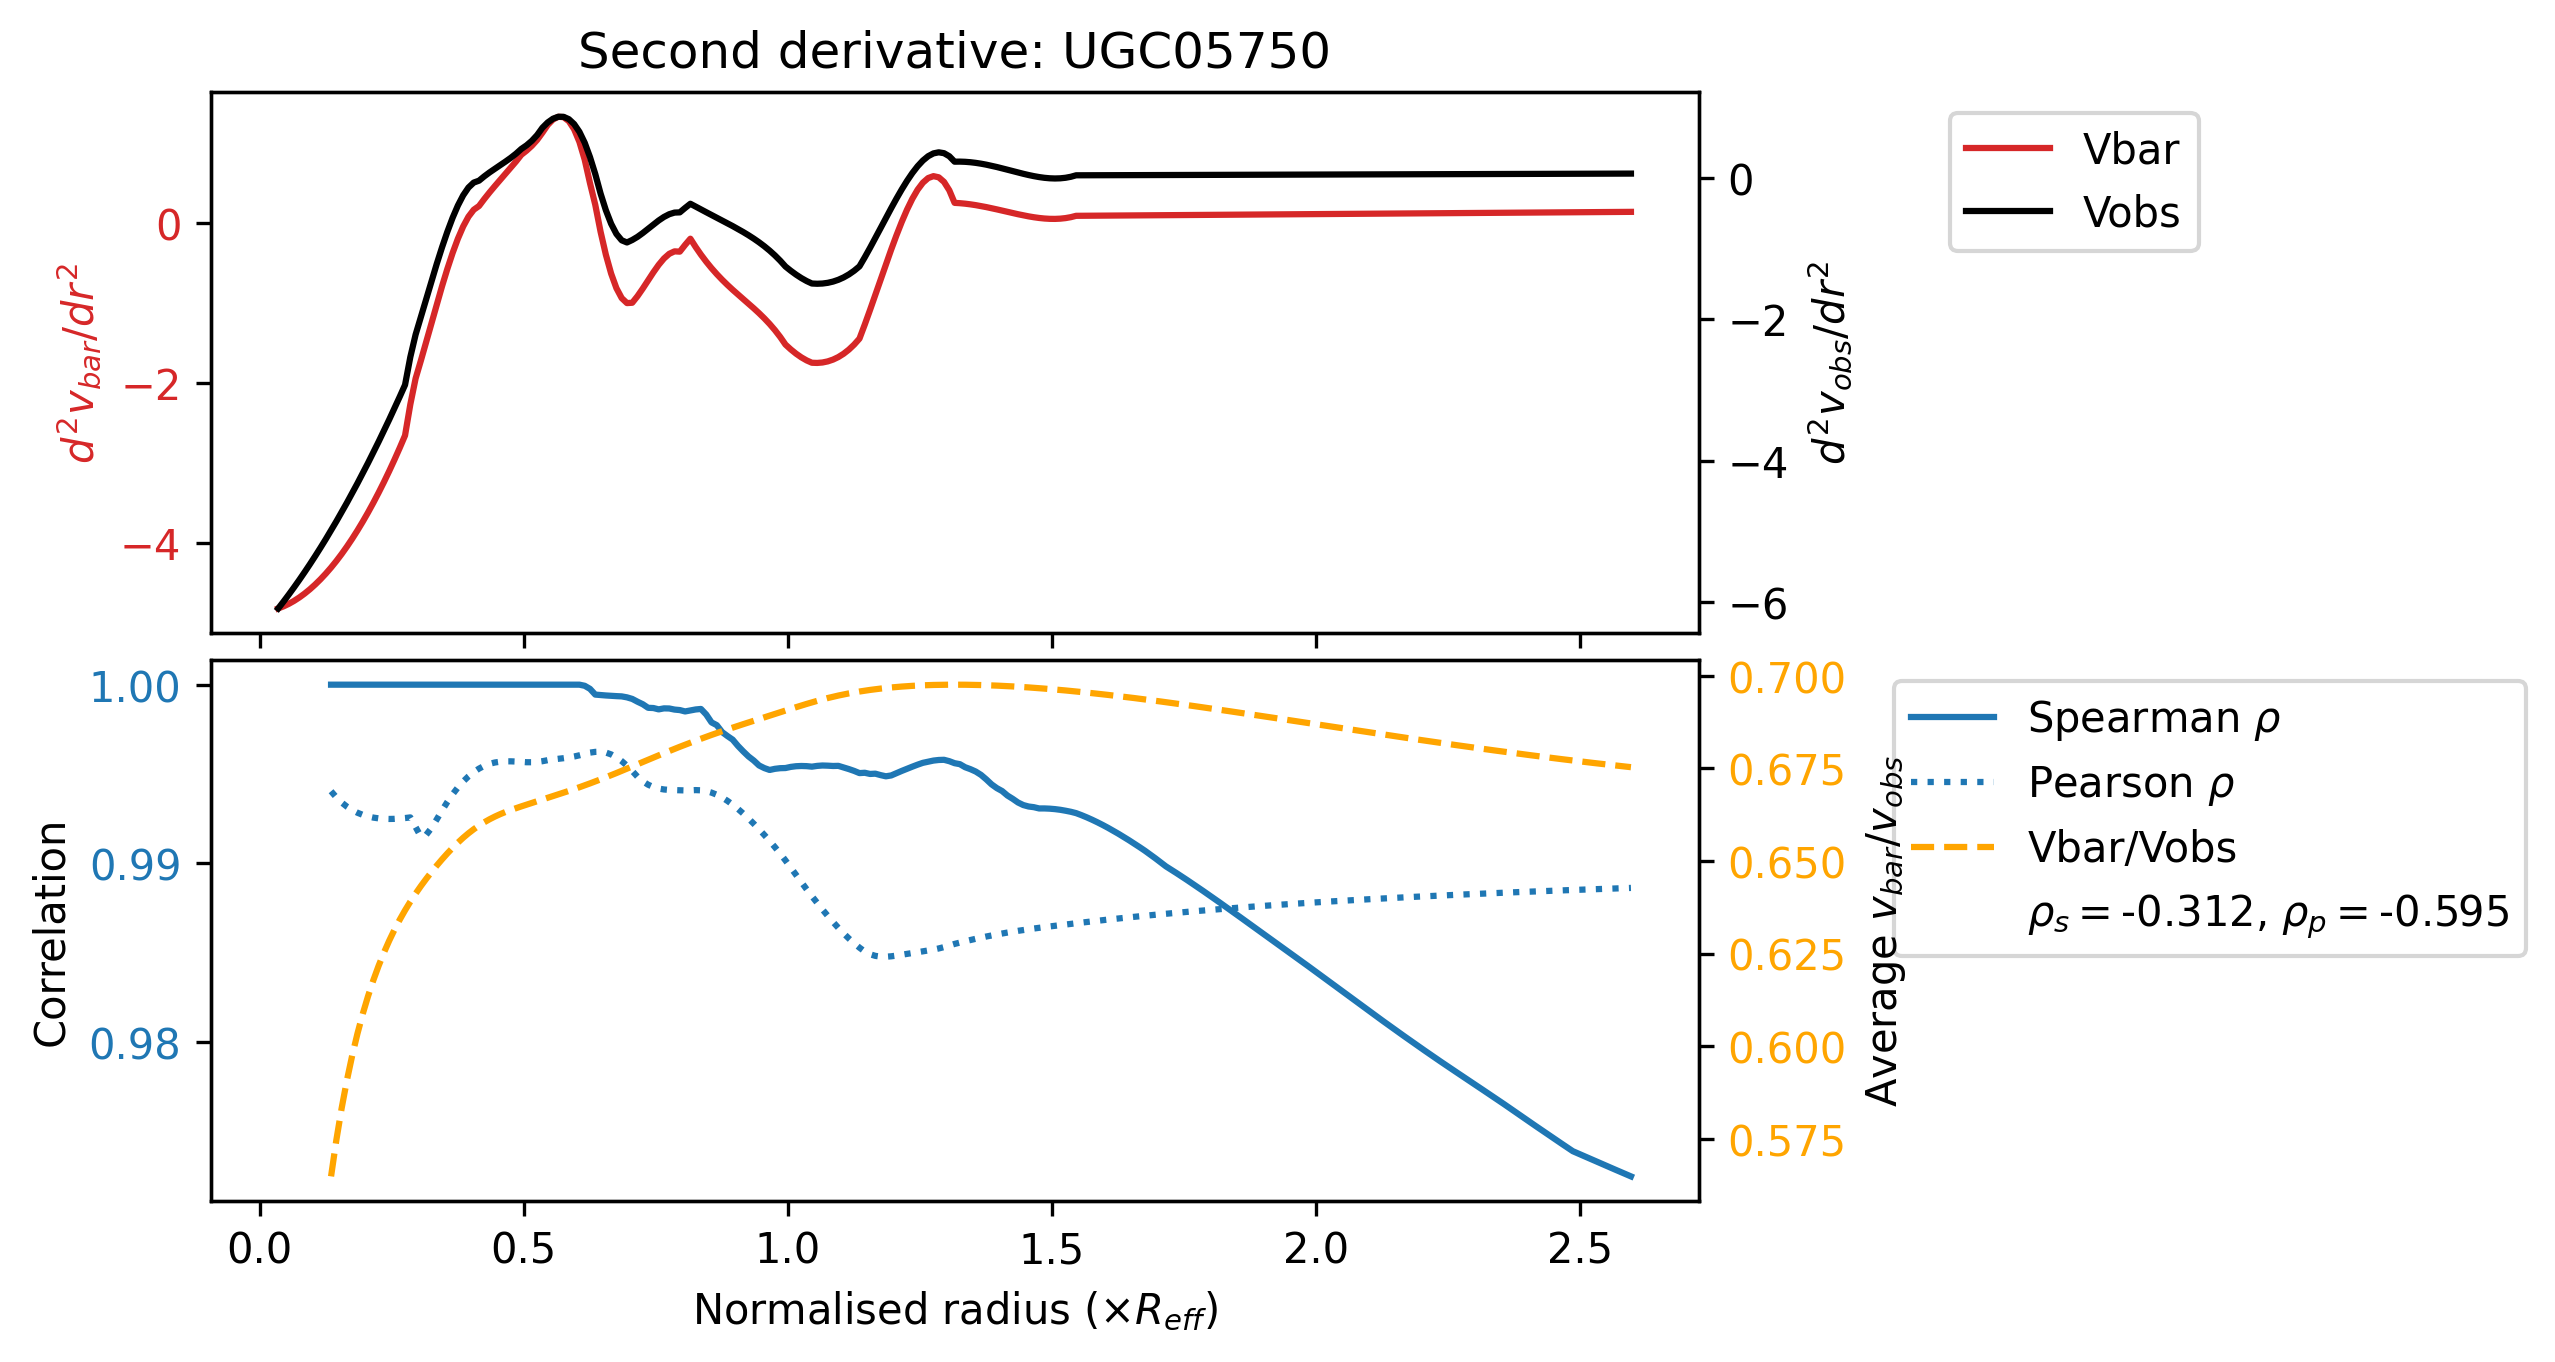 Second derivative: UGC05750
d²v_bar/dr²
0
−2
−4
0
−2
−4
−6
d²v_obs/dr²
Vbar
Vobs
Correlation
1.00
0.99
0.98
0.700
0.675
0.650
0.625
0.600
0.575
Average v_bar/v_obs
Spearman ρ
Pearson ρ
Vbar/Vobs
ρ_s = -0.312, ρ_p = -0.595
0.0 0.5 1.0 1.5 2.0 2.5
Normalised radius (×R_eff)